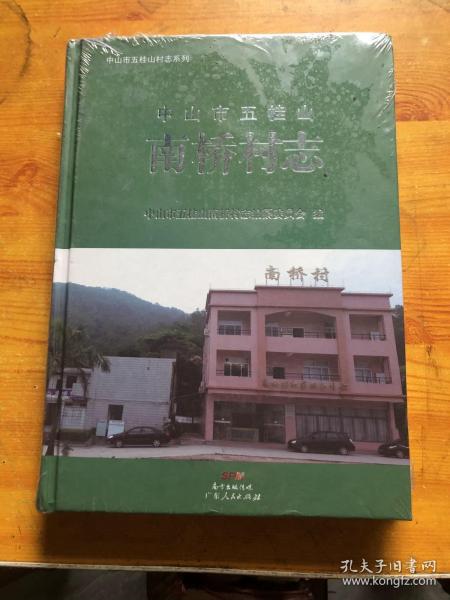 中山市五桂山村志系列
中山市五桂山
南桥村志
中山市五桂山南桥村志编纂委员会 编
南桥村
SPM
南方出版传媒
广东人民出版社
孔夫子旧书网
www.kongfz.com